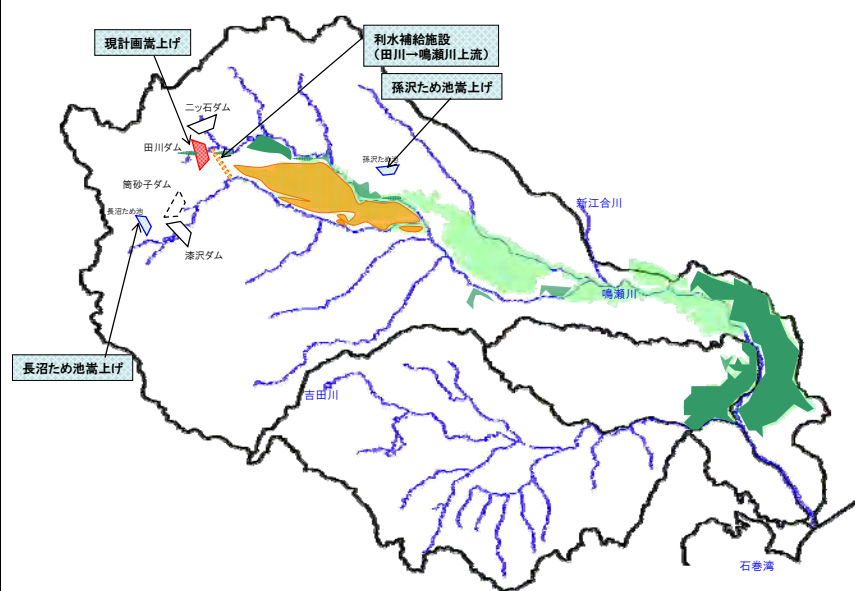 現計画嵩上げ
利水補給施設
（田川→鳴瀬川上流）
孫沢ため池嵩上げ
二ッ石ダム
田川ダム
孫沢ため池
筒砂子ダム
長沼ため池
漆沢ダム
新江合川
鳴瀬川
長沼ため池嵩上げ
吉田川
石巻湾